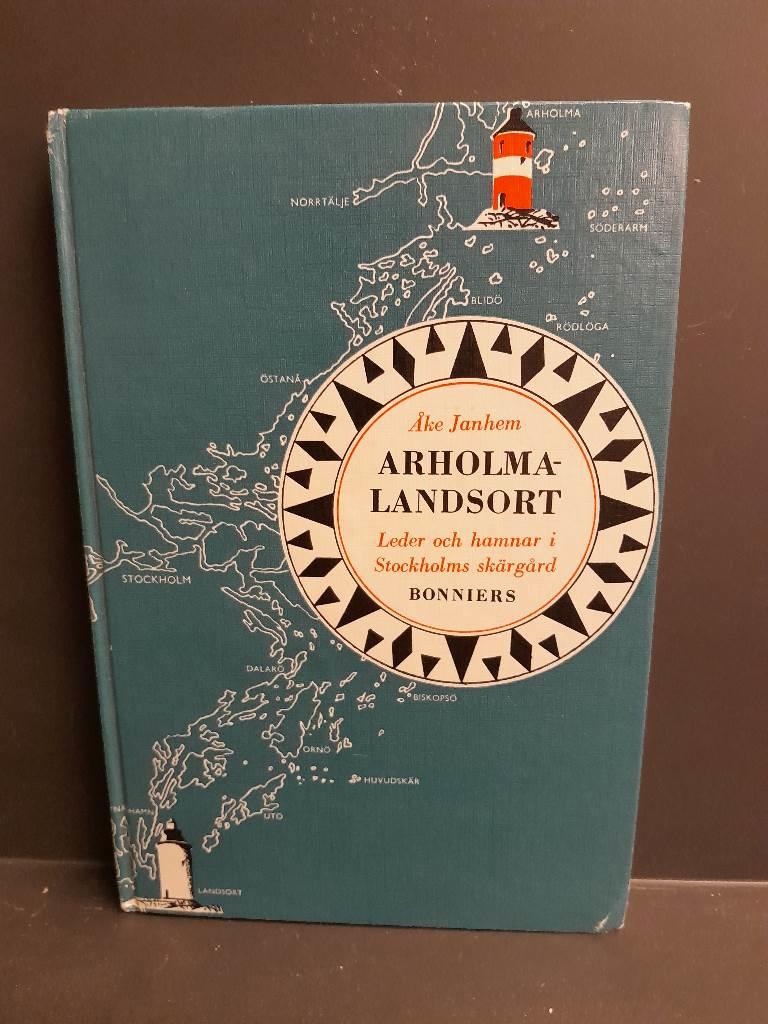 ARHOLMA
NORRTÄLJE
SÖDERARM
BLIDÖ
RÖDLÖGA
ÖSTANÅ
Åke Janhem
ARHOLMA-
LANDSORT
Leder och hamnar i
Stockholms skärgård
BONNIERS
STOCKHOLM
DALARÖ
BISKOPSÖ
ORNÖ
HUVUDSKÄR
UTÖ
HAMN
LANDSORT